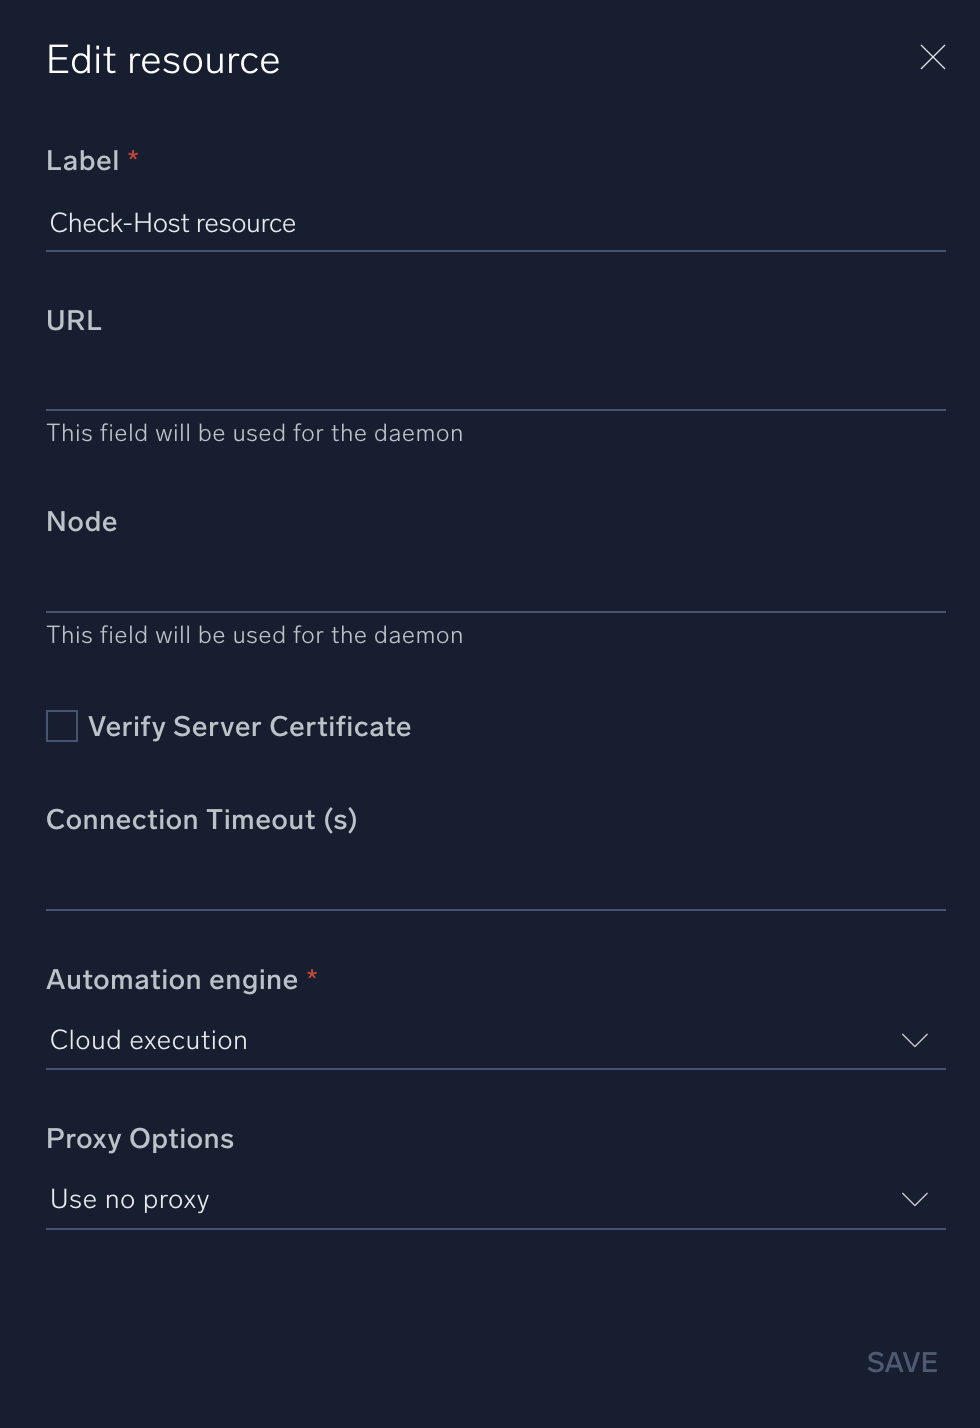 Edit resource
Label *
Check-Host resource
URL
This field will be used for the daemon
Node
This field will be used for the daemon
Verify Server Certificate
Connection Timeout (s)
Automation engine *
Cloud execution
Proxy Options
Use no proxy
SAVE